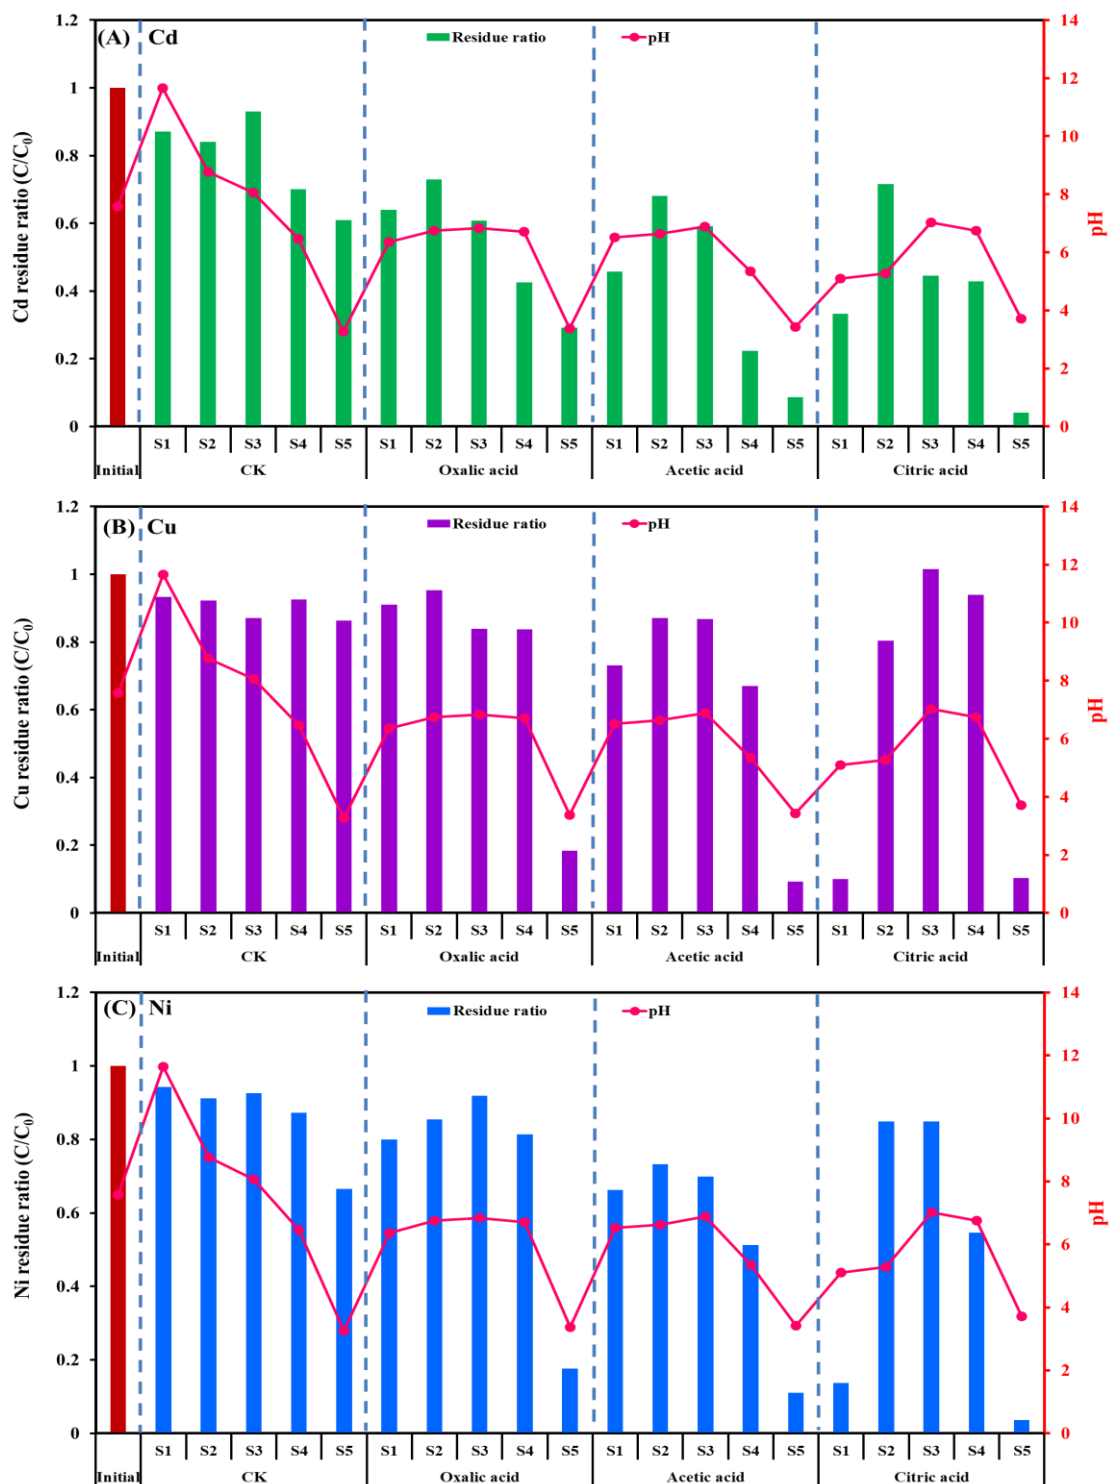 (A) Cd
Residue ratio
pH
1.2
1
0.8
0.6
0.4
0.2
0
Cd residue ratio (C/C0)
14
12
10
8
6
4
2
0
pH
S1 S2 S3 S4 S5 S1 S2 S3 S4 S5 S1 S2 S3 S4 S5 S1 S2 S3 S4 S5
Initial CK Oxalic acid Acetic acid Citric acid
(B) Cu
Residue ratio
pH
1.2
1
0.8
0.6
0.4
0.2
0
Cu residue ratio (C/C0)
14
12
10
8
6
4
2
0
pH
S1 S2 S3 S4 S5 S1 S2 S3 S4 S5 S1 S2 S3 S4 S5 S1 S2 S3 S4 S5
Initial CK Oxalic acid Acetic acid Citric acid
(C) Ni
Residue ratio
pH
1.2
1
0.8
0.6
0.4
0.2
0
Ni residue ratio (C/C0)
14
12
10
8
6
4
2
0
pH
S1 S2 S3 S4 S5 S1 S2 S3 S4 S5 S1 S2 S3 S4 S5 S1 S2 S3 S4 S5
Initial CK Oxalic acid Acetic acid Citric acid